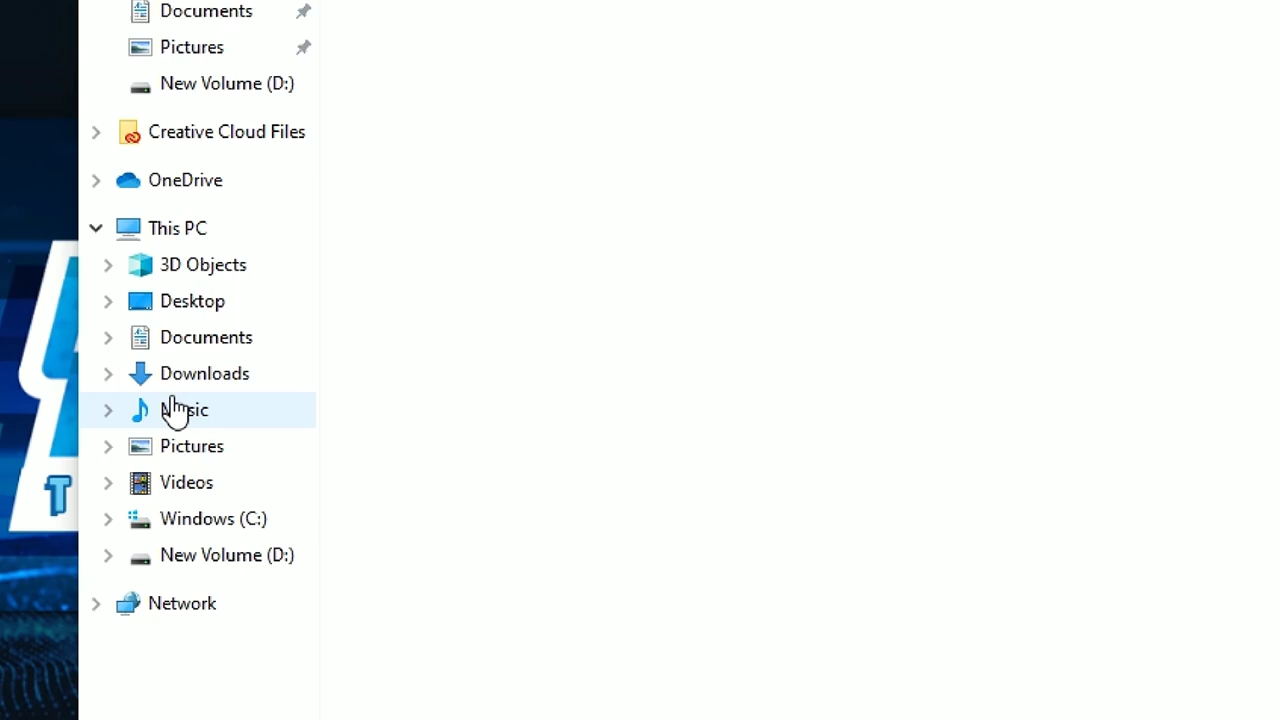 Documents
Pictures
New Volume (D:)
Creative Cloud Files
OneDrive
This PC
3D Objects
Desktop
Documents
Downloads
Music
Pictures
Videos
Windows (C:)
New Volume (D:)
Network
T